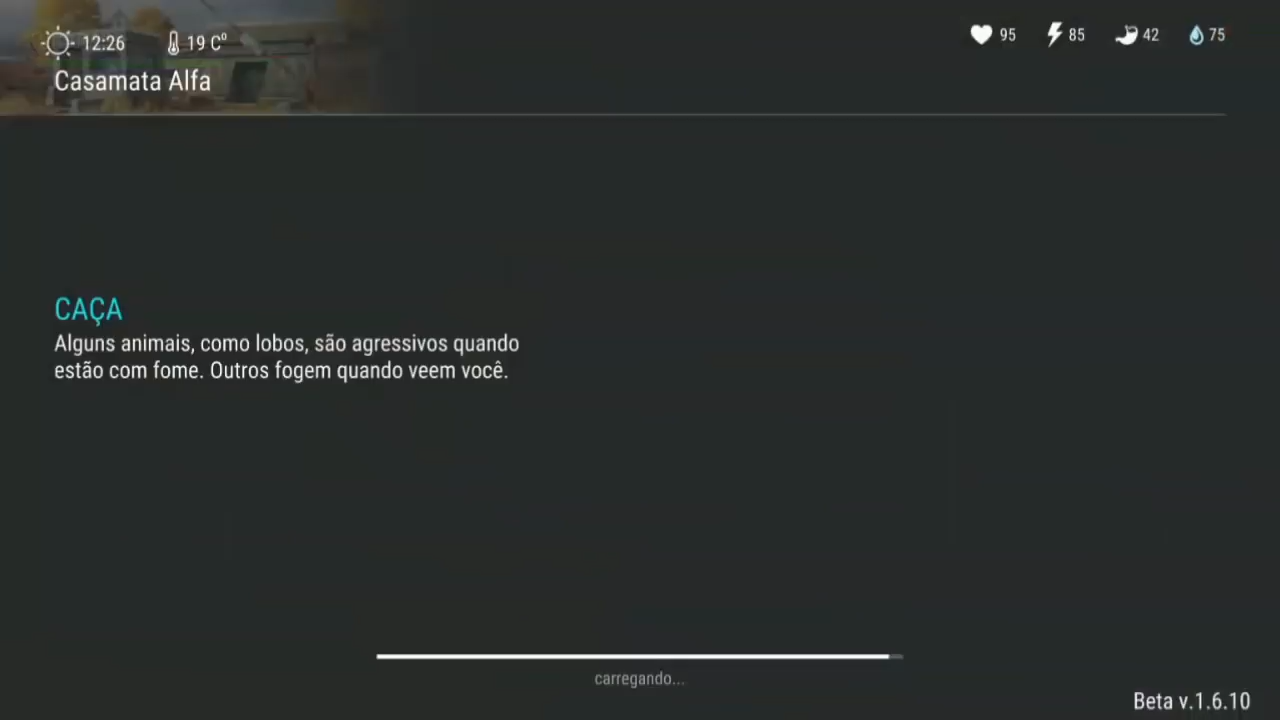 12:26 19 Cº
95 85 42 75
Casamata Alfa
CAÇA
Alguns animais, como lobos, são agressivos quando
estão com fome. Outros fogem quando veem você.
carregando...
Beta v.1.6.10